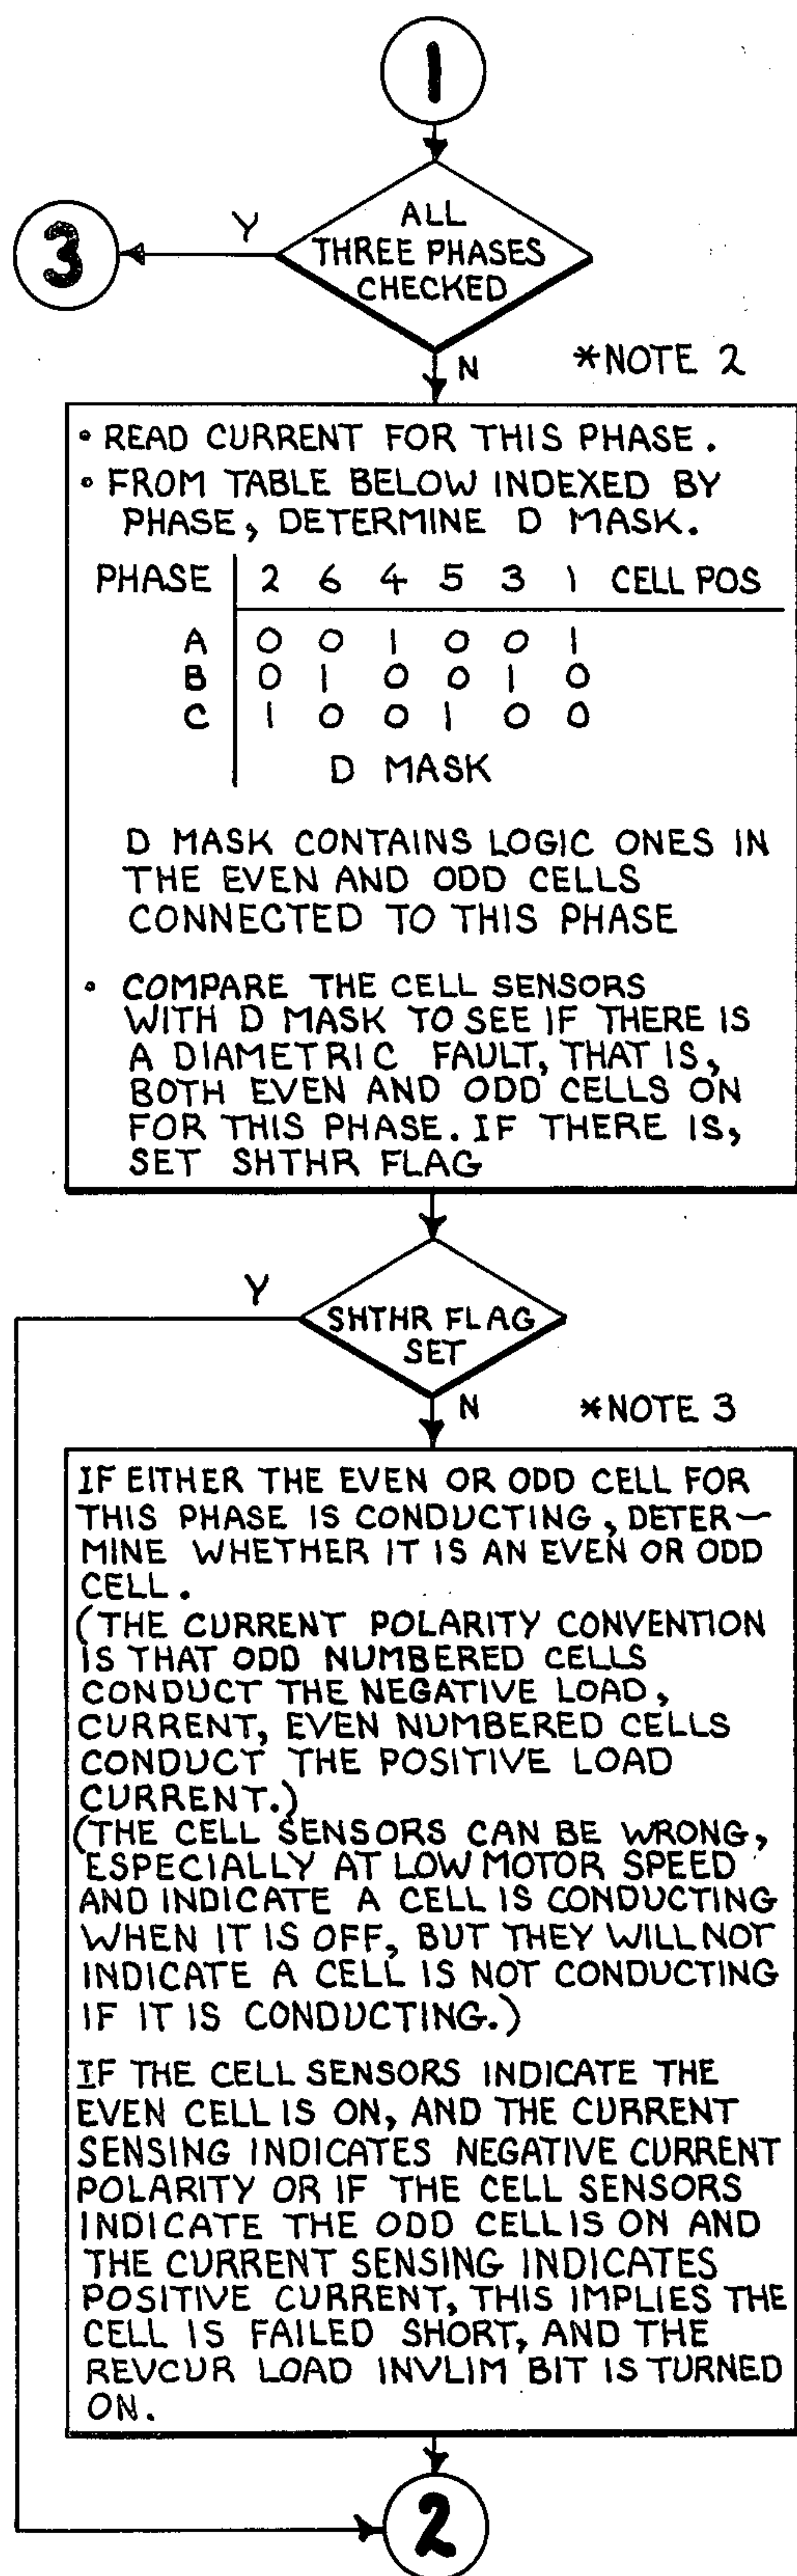 1
ALL
THREE PHASES
CHECKED
Y
3
N
*NOTE 2
• READ CURRENT FOR THIS PHASE.
• FROM TABLE BELOW INDEXED BY
PHASE, DETERMINE D MASK.
PHASE 2 6 4 5 3 1 CELL POS
A 0 0 1 0 0 1
B 0 1 0 0 1 0
C 1 0 0 1 0 0
D MASK
D MASK CONTAINS LOGIC ONES IN
THE EVEN AND ODD CELLS
CONNECTED TO THIS PHASE
• COMPARE THE CELL SENSORS
WITH D MASK TO SEE IF THERE IS
A DIAMETRIC FAULT, THAT IS,
BOTH EVEN AND ODD CELLS ON
FOR THIS PHASE. IF THERE IS,
SET SHTHR FLAG
Y
SHTHR FLAG
SET
N
*NOTE 3
IF EITHER THE EVEN OR ODD CELL FOR
THIS PHASE IS CONDUCTING, DETER-
MINE WHETHER IT IS AN EVEN OR ODD
CELL.
(THE CURRENT POLARITY CONVENTION
IS THAT ODD NUMBERED CELLS
CONDUCT THE NEGATIVE LOAD,
CURRENT, EVEN NUMBERED CELLS
CONDUCT THE POSITIVE LOAD
CURRENT.)
(THE CELL SENSORS CAN BE WRONG,
ESPECIALLY AT LOW MOTOR SPEED
AND INDICATE A CELL IS CONDUCTING
WHEN IT IS OFF, BUT THEY WILL NOT
INDICATE A CELL IS NOT CONDUCTING
IF IT IS CONDUCTING.)
IF THE CELL SENSORS INDICATE THE
EVEN CELL IS ON, AND THE CURRENT
SENSING INDICATES NEGATIVE CURRENT
POLARITY OR IF THE CELL SENSORS
INDICATE THE ODD CELL IS ON AND
THE CURRENT SENSING INDICATES
POSITIVE CURRENT, THIS IMPLIES THE
CELL IS FAILED SHORT, AND THE
REVCUR LOAD INVLIM BIT IS TURNED
ON.
2